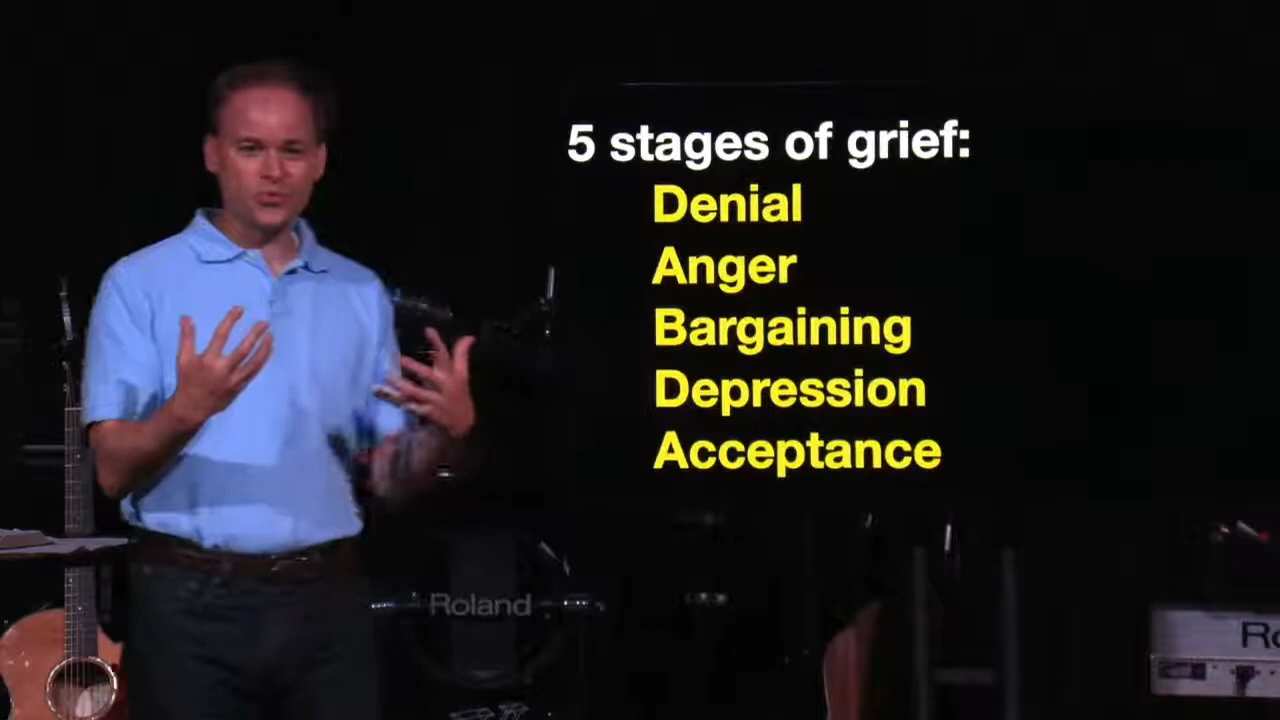 5 stages of grief:
Denial
Anger
Bargaining
Depression
Acceptance
Roland